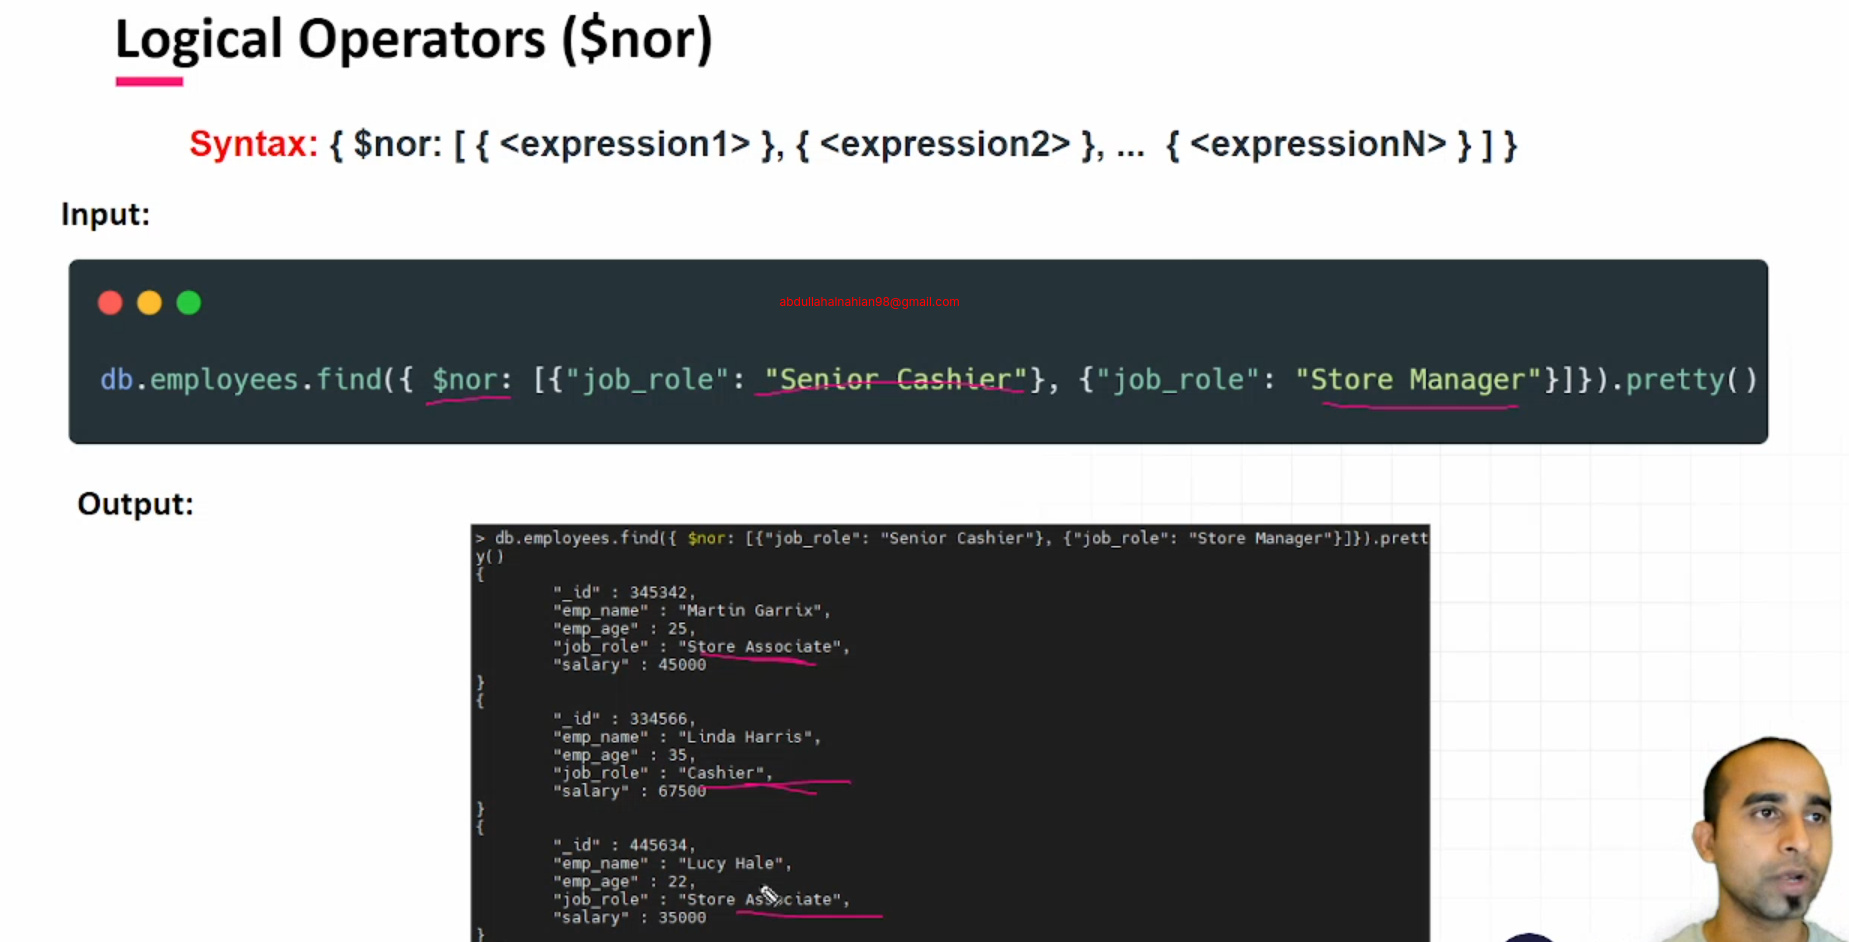 Logical Operators ($nor)
Syntax: { $nor: [ { <expression1> }, { <expression2> }, ... { <expressionN> } ] }
Input:
abdullahalnahian98@gmail.com
db.employees.find({ $nor: [{"job_role": "Senior Cashier"}, {"job_role": "Store Manager"}]}).pretty()
Output:
> db.employees.find({ $nor: [{"job_role": "Senior Cashier"}, {"job_role": "Store Manager"}]}).prett
y()
{
"_id" : 345342,
"emp_name" : "Martin Garrix",
"emp_age" : 25,
"job_role" : "Store Associate",
"salary" : 45000
}
{
"_id" : 334566,
"emp_name" : "Linda Harris",
"emp_age" : 35,
"job_role" : "Cashier",
"salary" : 67500
}
{
"_id" : 445634,
"emp_name" : "Lucy Hale",
"emp_age" : 22,
"job_role" : "Store Associate",
"salary" : 35000
}